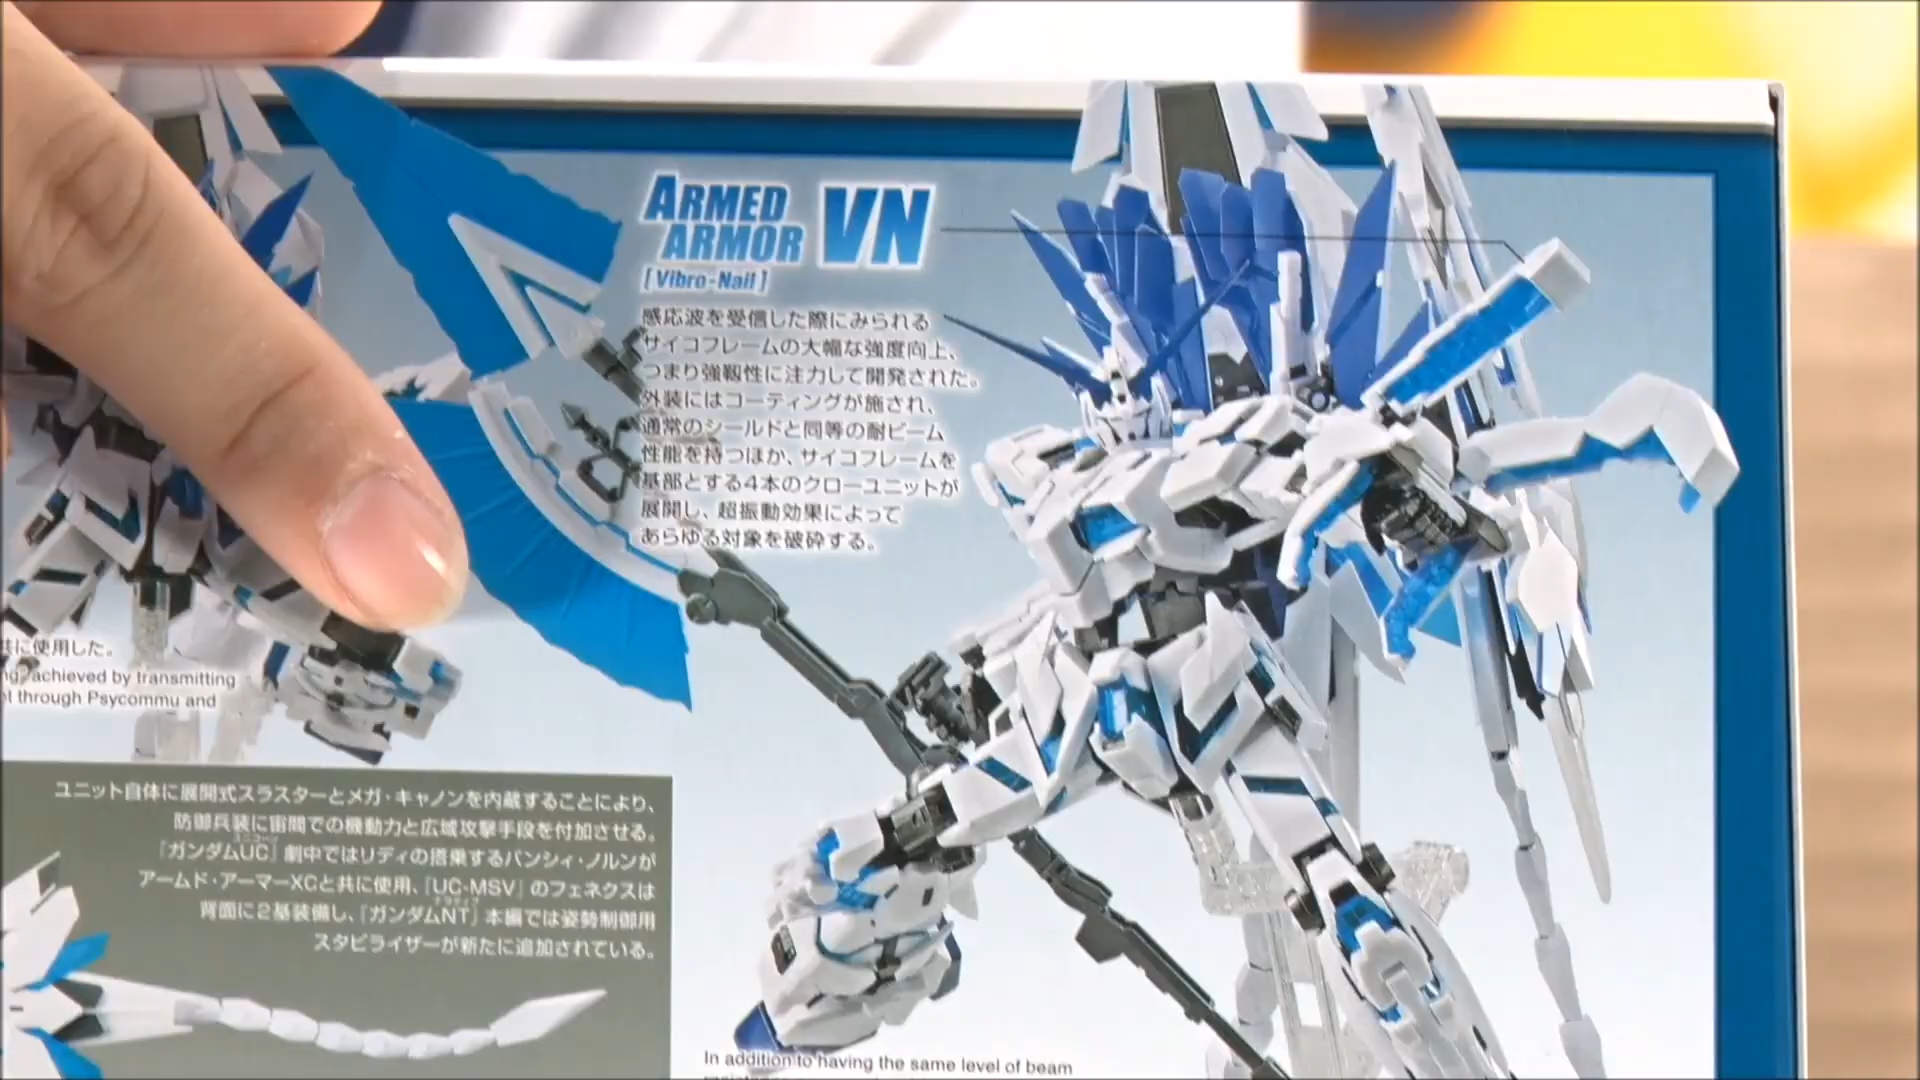 ARMED
ARMOR VN
[Vibro-Nail]
感応波を受信した際にみられる
サイコフレームの大幅な強度向上、
つまり強靱性に注力して開発された。
外装にはコーティングが施され、
通常のシールドと同等の耐ビーム
性能を持つほか、サイコフレームを
基部とする4本のクローユニットが
展開し、超振動効果によって
あらゆる対象を破砕する。
共に使用した。
achieved by transmitting
through Psycommu and
ユニット自体に展開式スラスターとメガ・キャノンを内蔵することにより、
防御兵装に宙間での機動力と広域攻撃手段を付加させる。
『ガンダムUC』劇中ではリディの搭乗するバンシィ・ノルンが
アームド・アーマーXCと共に使用、『UC-MSV』のフェネクスは
背面に2基装備し、『ガンダムNT』本編では姿勢制御用
スタビライザーが新たに追加されている。
In addition to having the same level of beam